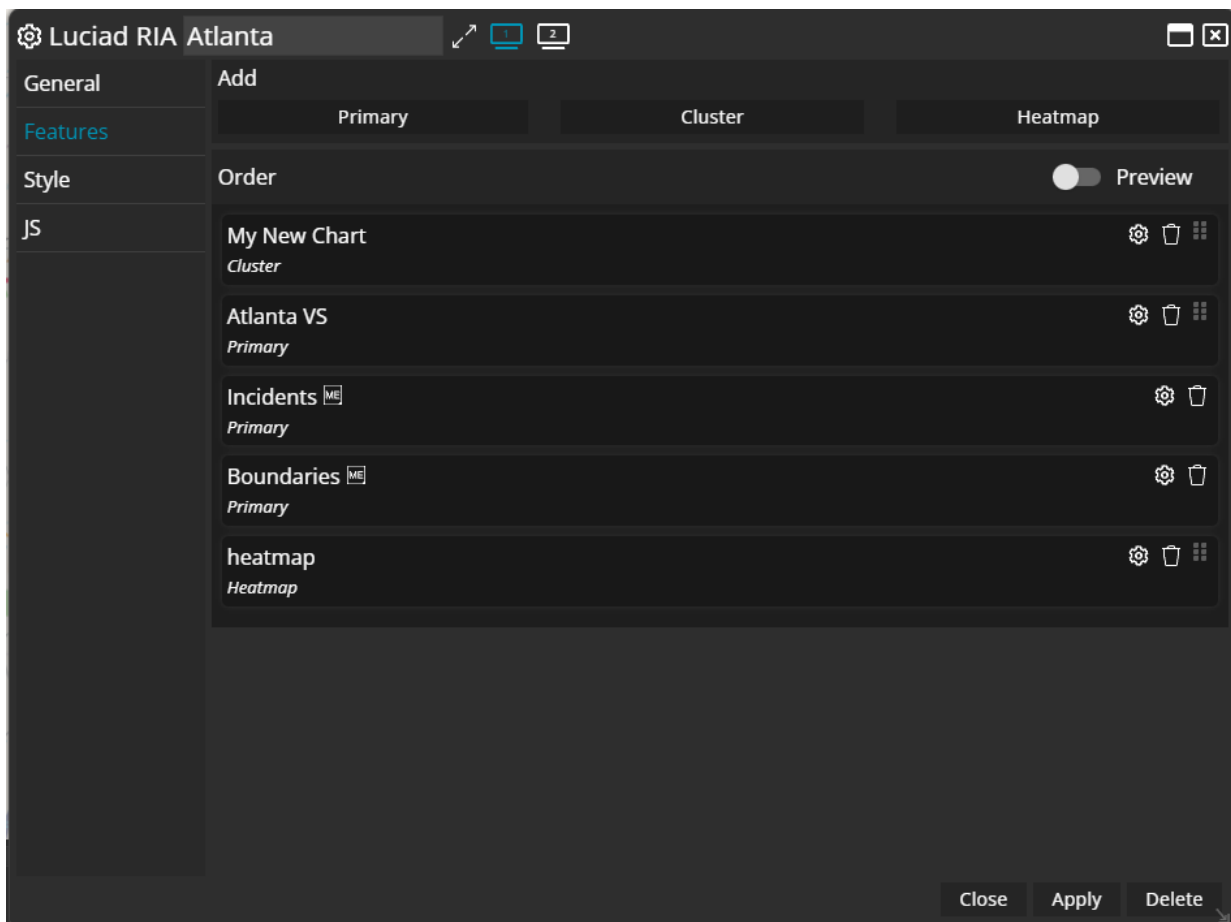 Luciad RIA Atlanta 1 2
General
Features
Style
JS
Add
Primary Cluster Heatmap
Order Preview
My New Chart
Cluster
Atlanta VS
Primary
Incidents ME
Primary
Boundaries ME
Primary
heatmap
Heatmap
Close Apply Delete